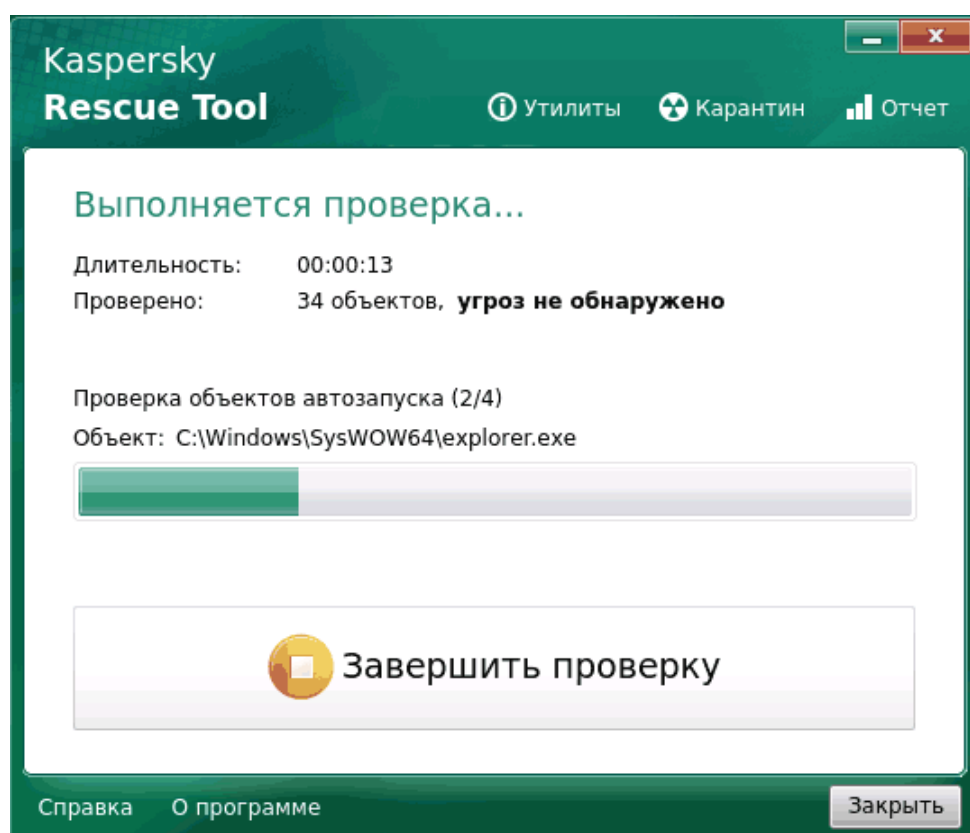 Kaspersky
Rescue Tool
Утилиты Карантин Отчет
Выполняется проверка...
Длительность: 00:00:13
Проверено: 34 объектов, угроз не обнаружено
Проверка объектов автозапуска (2/4)
Объект: C:\Windows\SysWOW64\explorer.exe
Завершить проверку
Справка О программе Закрыть